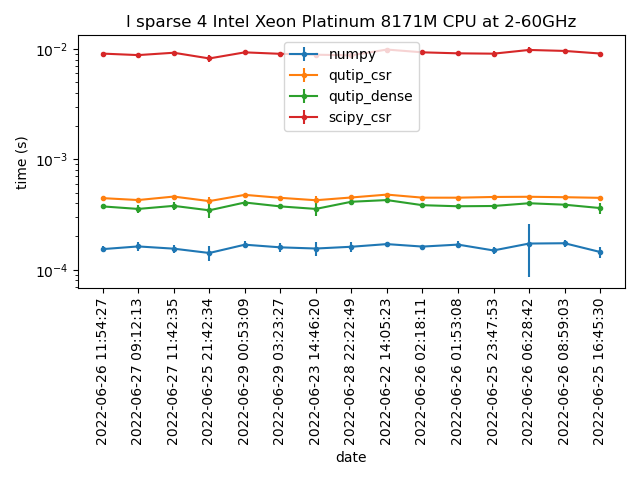 I sparse 4 Intel Xeon Platinum 8171M CPU at 2-60GHz
numpy
qutip_csr
qutip_dense
scipy_csr
time (s)
10⁻²
10⁻³
10⁻⁴
2022-06-26 11:54:27
2022-06-27 09:12:13
2022-06-27 11:42:35
2022-06-25 21:42:34
2022-06-29 00:53:09
2022-06-29 03:23:27
2022-06-23 14:46:20
2022-06-28 22:22:49
2022-06-22 14:05:23
2022-06-26 02:18:11
2022-06-26 01:53:08
2022-06-25 23:47:53
2022-06-26 06:28:42
2022-06-26 08:59:03
2022-06-25 16:45:30
date